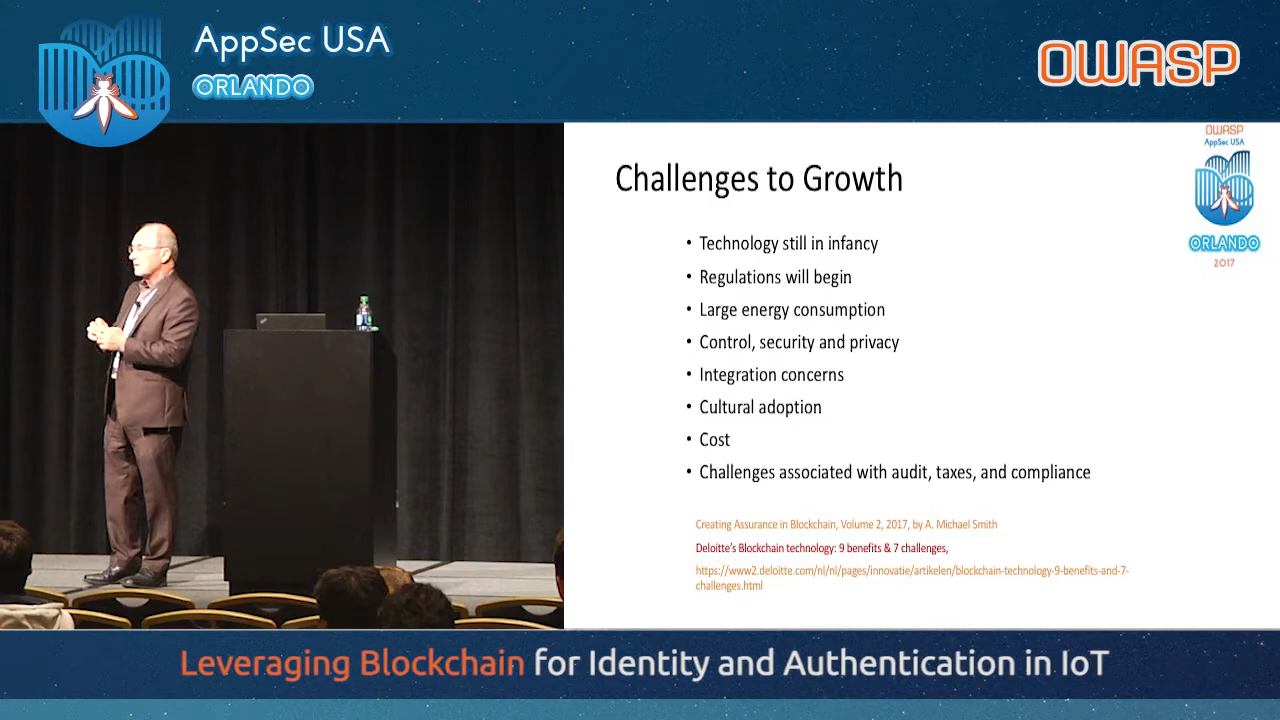 AppSec USA
ORLANDO
OWASP
OWASP
AppSec USA
ORLANDO
2017
Challenges to Growth
• Technology still in infancy
• Regulations will begin
• Large energy consumption
• Control, security and privacy
• Integration concerns
• Cultural adoption
• Cost
• Challenges associated with audit, taxes, and compliance
Creating Assurance in Blockchain, Volume 2, 2017, by A. Michael Smith
Deloitte's Blockchain technology: 9 benefits & 7 challenges,
https://www2.deloitte.com/nl/nl/pages/innovatie/artikelen/blockchain-technology-9-benefits-and-7-
challenges.html
Leveraging Blockchain for Identity and Authentication in IoT